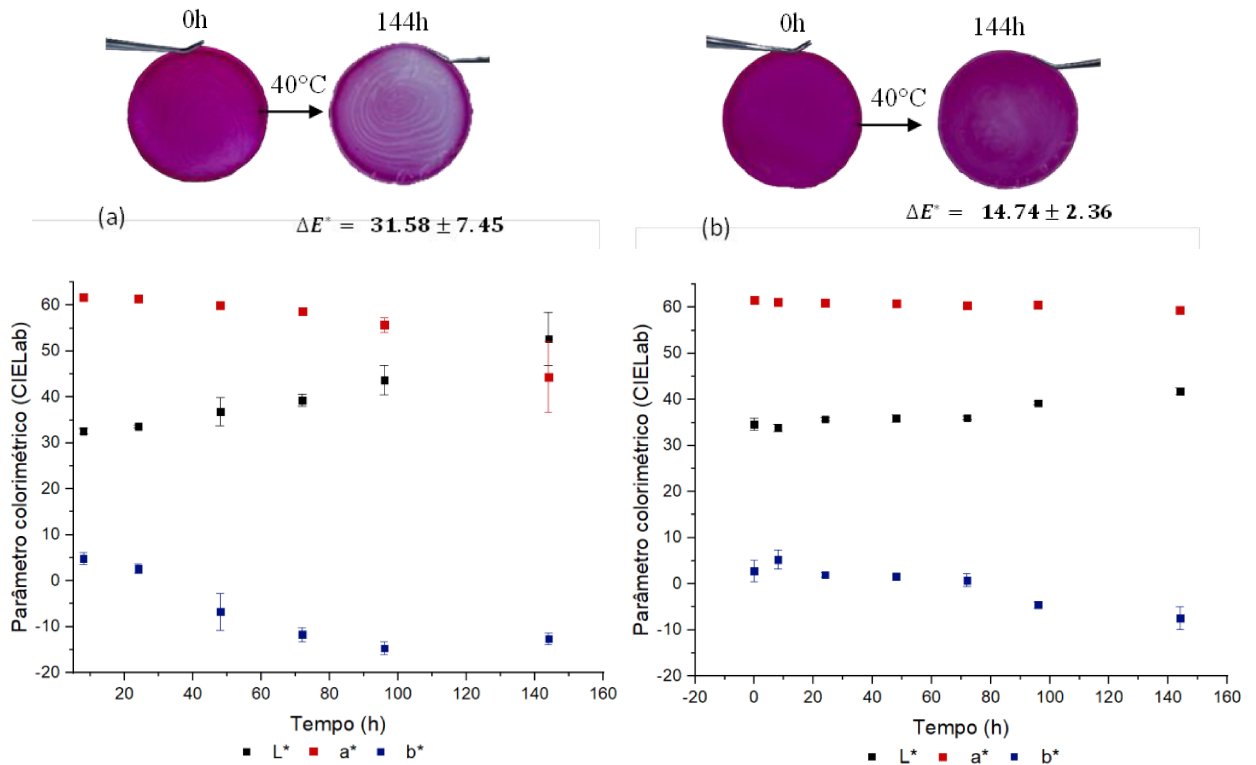 0h
144h
40°C
(a)
ΔE* = 31.58 ± 7.45
0h
144h
40°C
(b)
ΔE* = 14.74 ± 2.36
Parâmetro colorimétrico (CIELab)
60
50
40
30
20
10
0
-10
-20
20
40
60
80
100
120
140
160
Tempo (h)
L*
a*
b*
Parâmetro colorimétrico (CIELab)
60
50
40
30
20
10
0
-10
-20
-20
0
20
40
60
80
100
120
140
160
Tempo (h)
L*
a*
b*